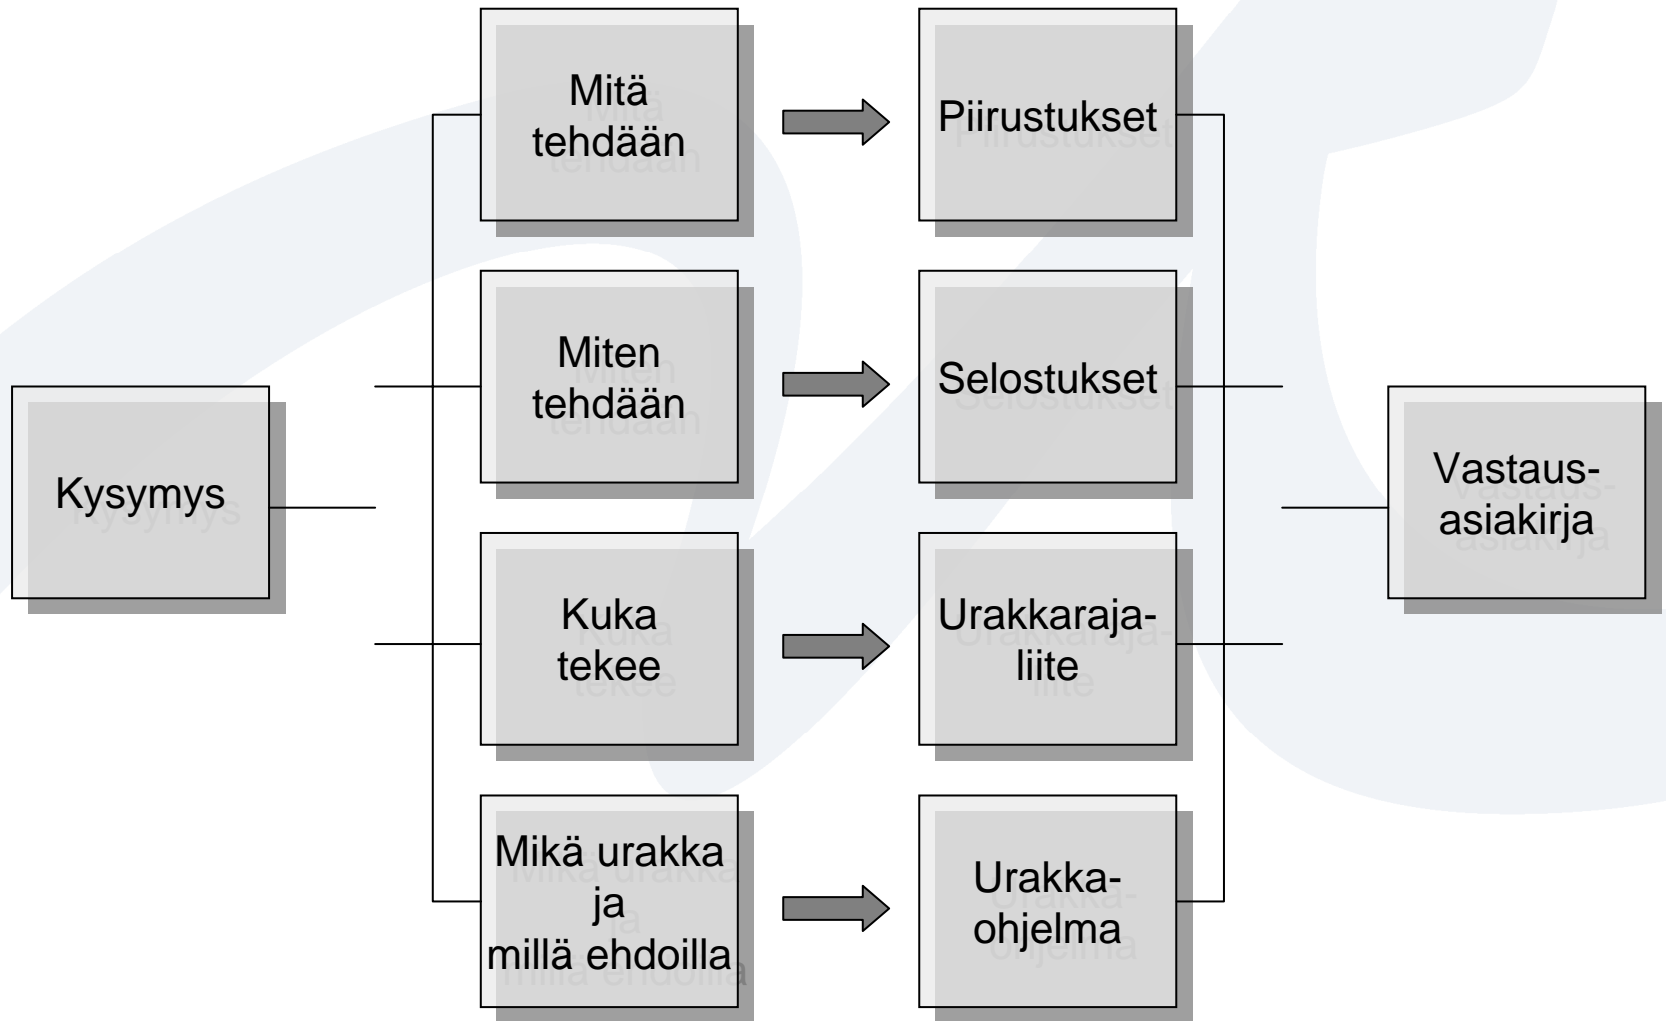 Mitä
tehdään
Piirustukset
Miten
tehdään
Selostukset
Kysymys
Vastaus-
asiakirja
Kuka
tekee
Urakkaraja-
liite
Mikä urakka
ja
millä ehdoilla
Urakka-
ohjelma